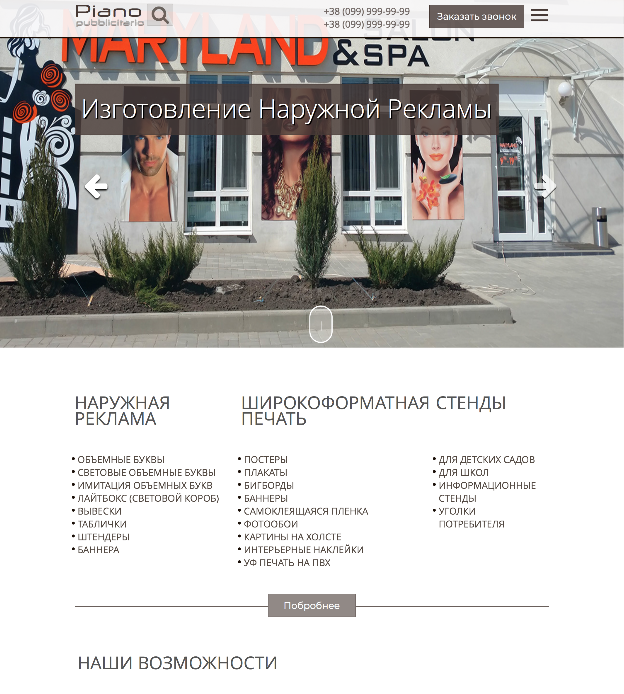 Piano
pubblicitario
+38 (099) 999-99-99
+38 (099) 999-99-99
Заказать звонок
MARYLAND
SALON
&SPA
Изготовление Наружной Рекламы
НАРУЖНАЯ
РЕКЛАМА
ОБЪЕМНЫЕ БУКВЫ
СВЕТОВЫЕ ОБЪЕМНЫЕ БУКВЫ
ИМИТАЦИЯ ОБЪЕМНЫХ БУКВ
ЛАЙТБОКС (СВЕТОВОЙ КОРОБ)
ВЫВЕСКИ
ТАБЛИЧКИ
ШТЕНДЕРЫ
БАННЕРА
ШИРОКОФОРМАТНАЯ
ПЕЧАТЬ
ПОСТЕРЫ
ПЛАКАТЫ
БИГБОРДЫ
БАННЕРЫ
САМОКЛЕЯЩАЯСЯ ПЛЕНКА
ФОТООБОИ
КАРТИНЫ НА ХОЛСТЕ
ИНТЕРЬЕРНЫЕ НАКЛЕЙКИ
УФ ПЕЧАТЬ НА ПВХ
СТЕНДЫ
ДЛЯ ДЕТСКИХ САДОВ
ДЛЯ ШКОЛ
ИНФОРМАЦИОННЫЕ
СТЕНДЫ
УГОЛКИ
ПОТРЕБИТЕЛЯ
Побробнее
НАШИ ВОЗМОЖНОСТИ